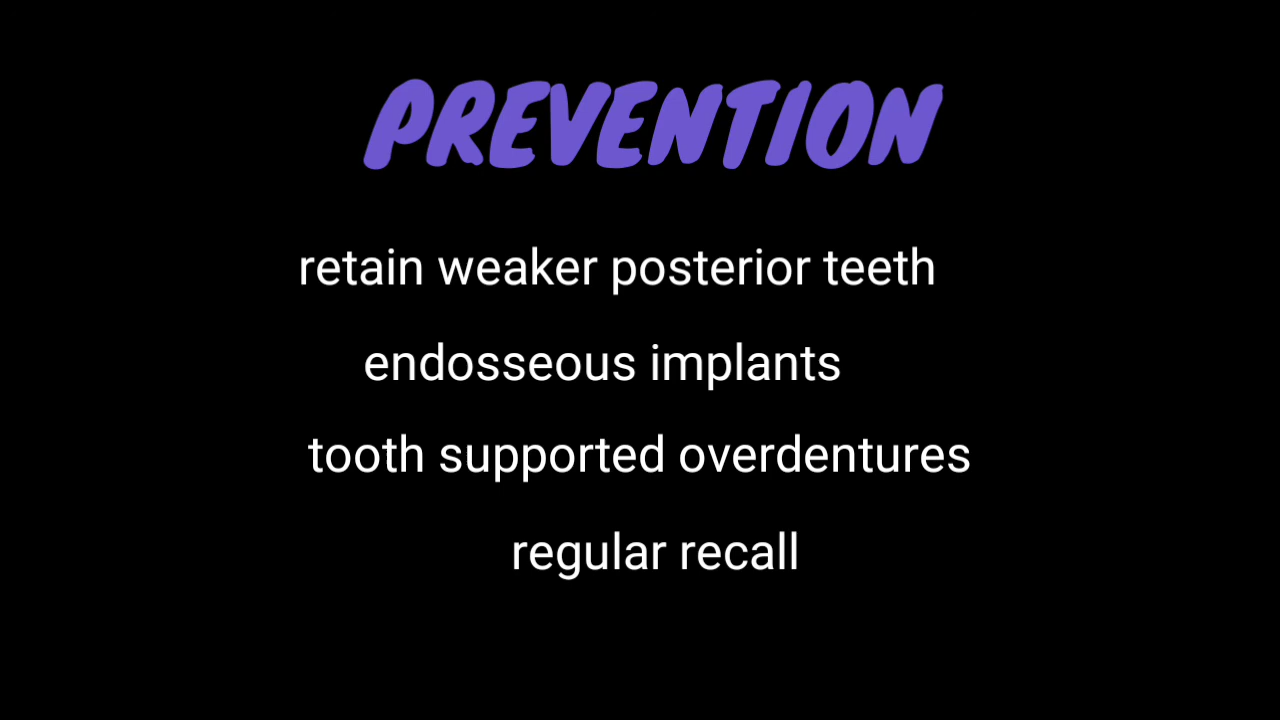 PREVENTION
retain weaker posterior teeth
endosseous implants
tooth supported overdentures
regular recall